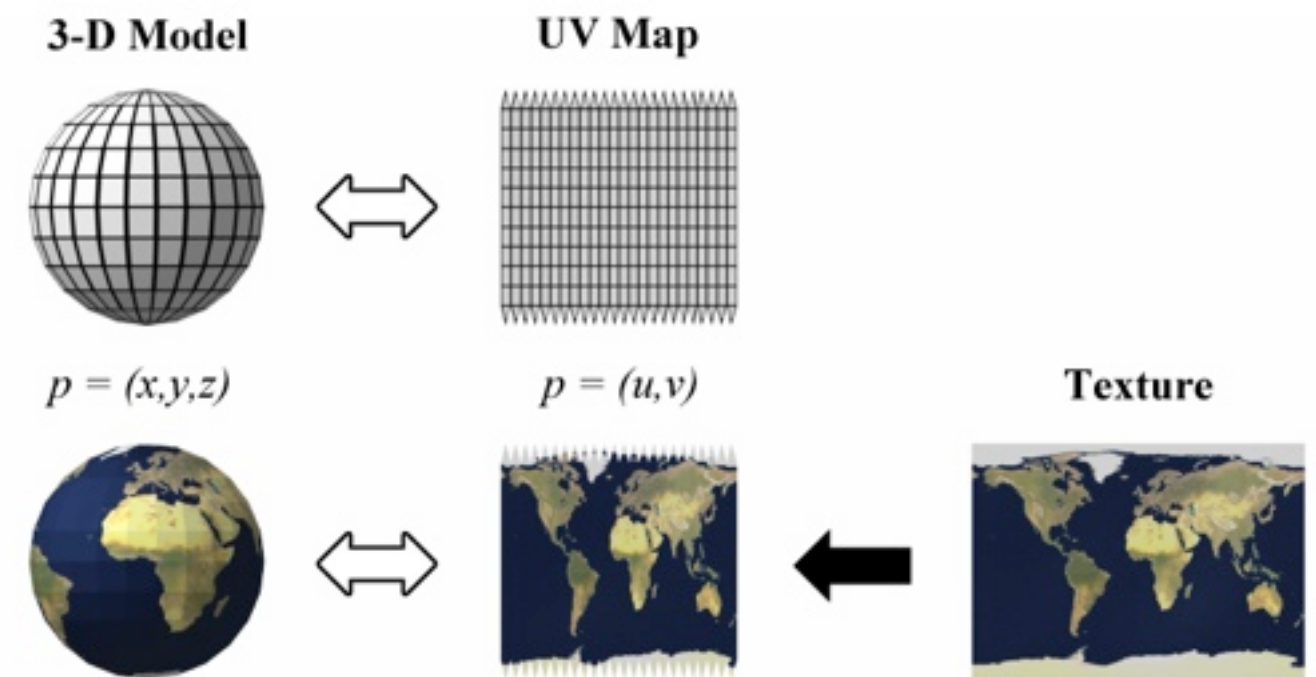 3-D Model
UV Map
p = (x,y,z)
p = (u,v)
Texture